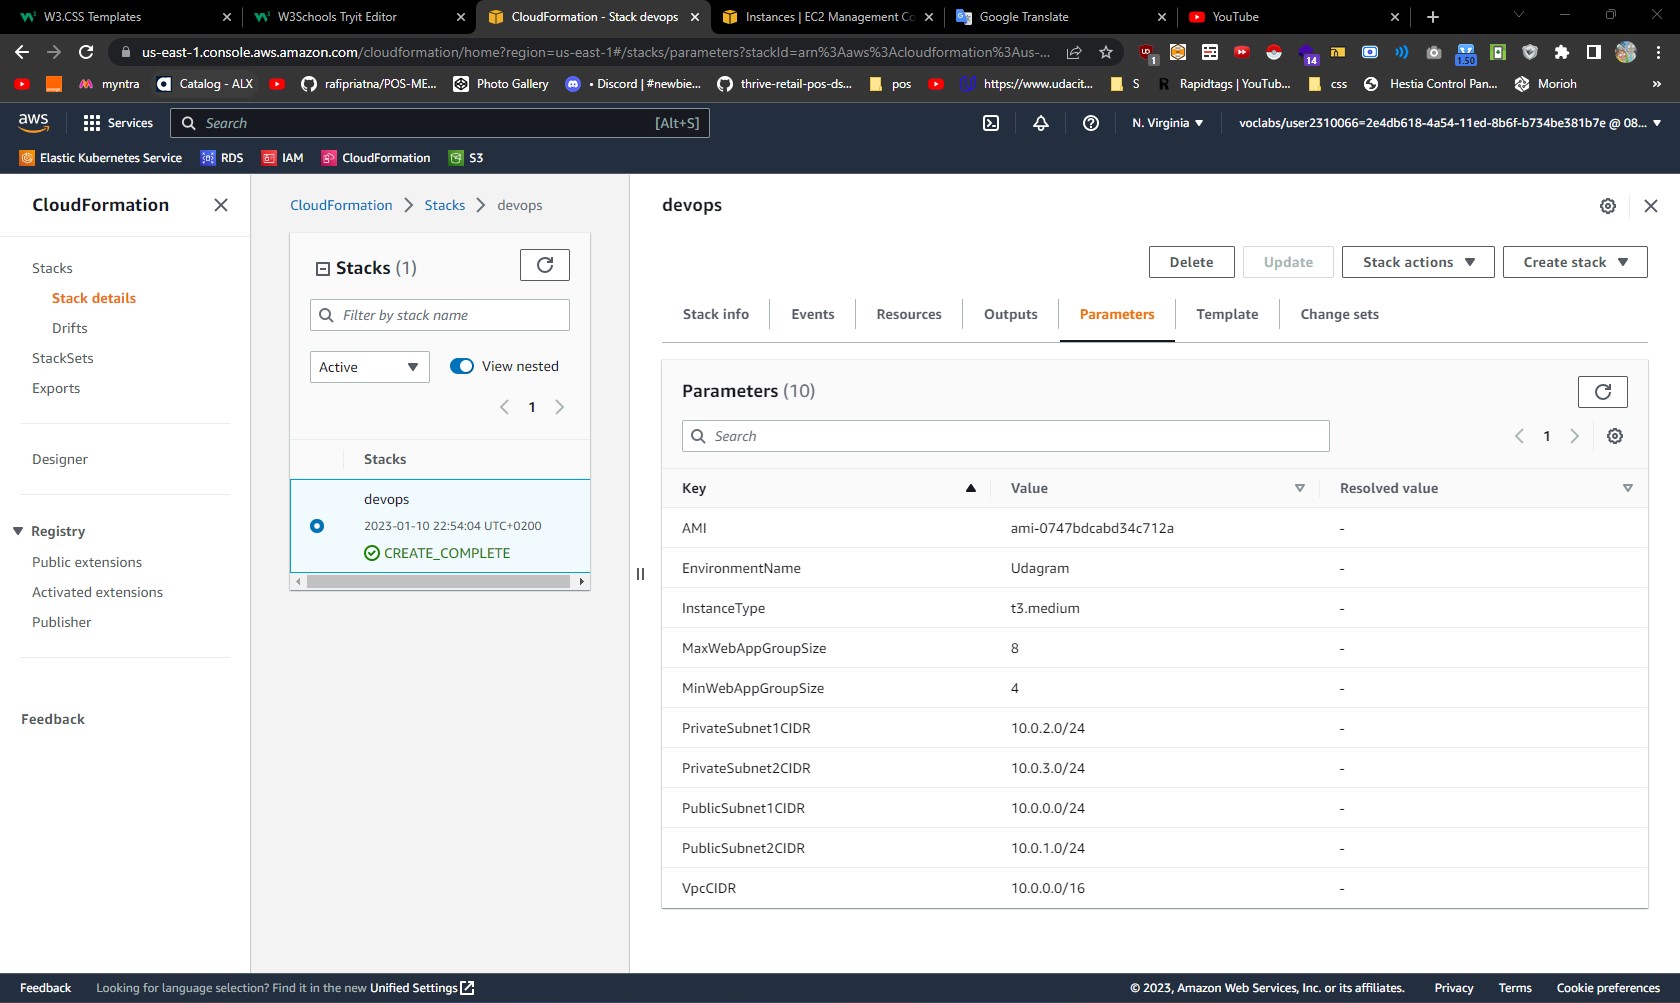 W3.CSS Templates
W3Schools Tryit Editor
CloudFormation - Stack devops
Instances | EC2 Management Co
Google Translate
YouTube
us-east-1.console.aws.amazon.com/cloudformation/home?region=us-east-1#/stacks/parameters?stackId=arn%3Aaws%3Acloudformation%3Aus-...
1
14
1.50
myntra
Catalog - ALX
rafipriatna/POS-ME...
Photo Gallery
• Discord | #newbie...
thrive-retail-pos-ds...
pos
https://www.udacit...
S
Rapidtags | YouTub...
css
Hestia Control Pan...
Morioh
»
aws
Services
Search
[Alt+S]
N. Virginia
voclabs/user2310066=2e4db618-4a54-11ed-8b6f-b734be381b7e @ 08...
Elastic Kubernetes Service
RDS
IAM
CloudFormation
S3
CloudFormation
Stacks
Stack details
Drifts
StackSets
Exports
Designer
Registry
Public extensions
Activated extensions
Publisher
Feedback
CloudFormation
Stacks
devops
Stacks (1)
Filter by stack name
Active
View nested
1
Stacks
devops
2023-01-10 22:54:04 UTC+0200
CREATE_COMPLETE
devops
Delete
Update
Stack actions
Create stack
Stack info
Events
Resources
Outputs
Parameters
Template
Change sets
Parameters (10)
Search
1
Key Value Resolved value
AMI ami-0747bdcabd34c712a -
EnvironmentName Udagram -
InstanceType t3.medium -
MaxWebAppGroupSize 8 -
MinWebAppGroupSize 4 -
PrivateSubnet1CIDR 10.0.2.0/24 -
PrivateSubnet2CIDR 10.0.3.0/24 -
PublicSubnet1CIDR 10.0.0.0/24 -
PublicSubnet2CIDR 10.0.1.0/24 -
VpcCIDR 10.0.0.0/16 -
Feedback
Looking for language selection? Find it in the new Unified Settings
© 2023, Amazon Web Services, Inc. or its affiliates.
Privacy
Terms
Cookie preferences